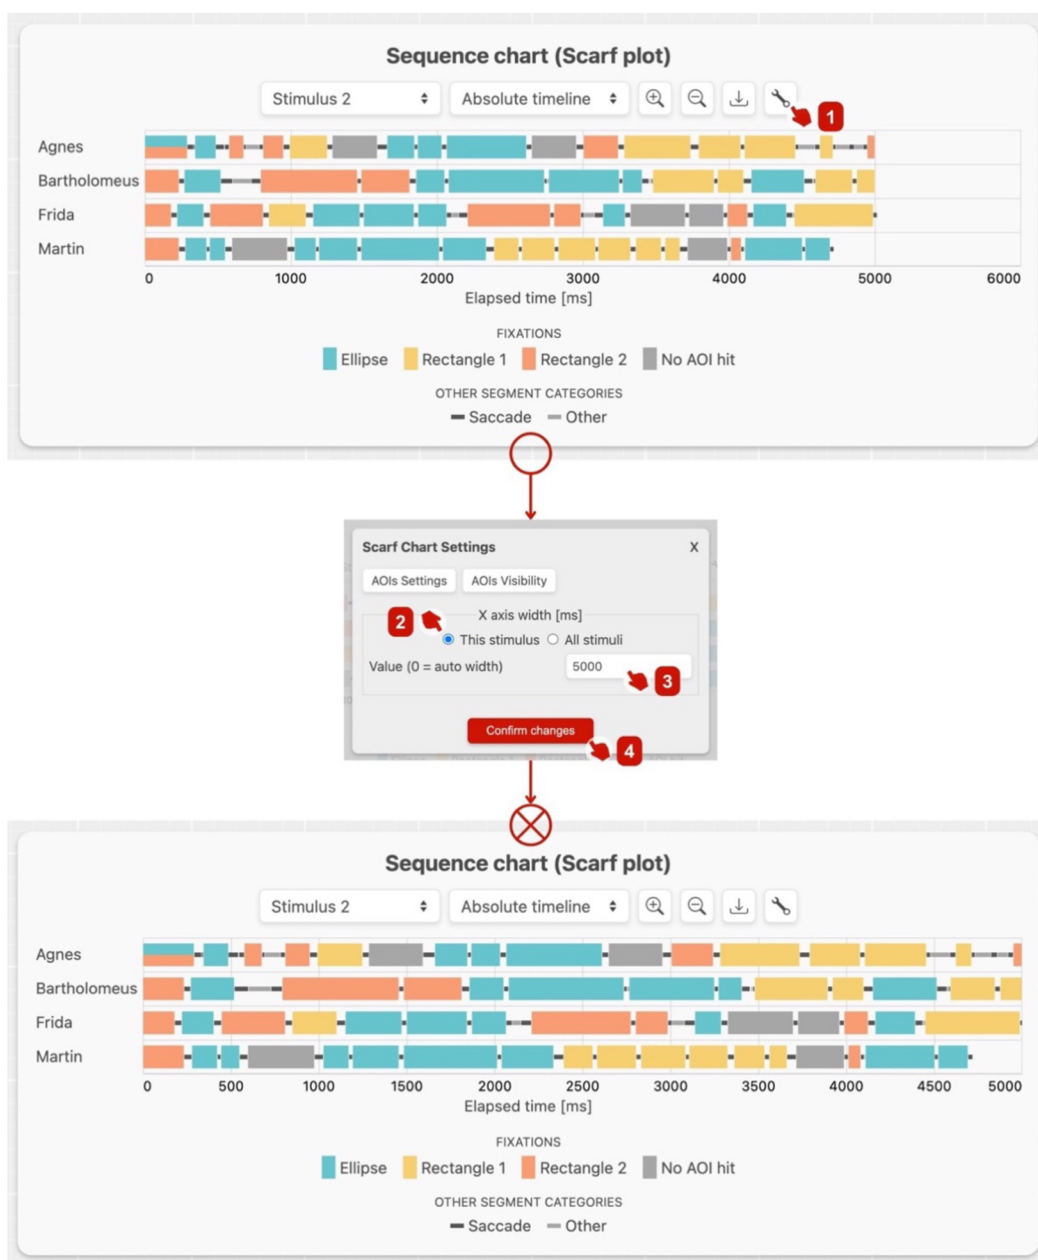 Sequence chart (Scarf plot)
Stimulus 2 Absolute timeline
1
Agnes
Bartholomeus
Frida
Martin
0 1000 2000 3000 4000 5000 6000
Elapsed time [ms]
FIXATIONS
Ellipse Rectangle 1 Rectangle 2 No AOI hit
OTHER SEGMENT CATEGORIES
Saccade Other
Scarf Chart Settings X
AOIs Settings AOIs Visibility
2
X axis width [ms]
This stimulus All stimuli
Value (0 = auto width) 5000
3
Confirm changes
4
Sequence chart (Scarf plot)
Stimulus 2 Absolute timeline
Agnes
Bartholomeus
Frida
Martin
0 500 1000 1500 2000 2500 3000 3500 4000 4500 5000
Elapsed time [ms]
FIXATIONS
Ellipse Rectangle 1 Rectangle 2 No AOI hit
OTHER SEGMENT CATEGORIES
Saccade Other